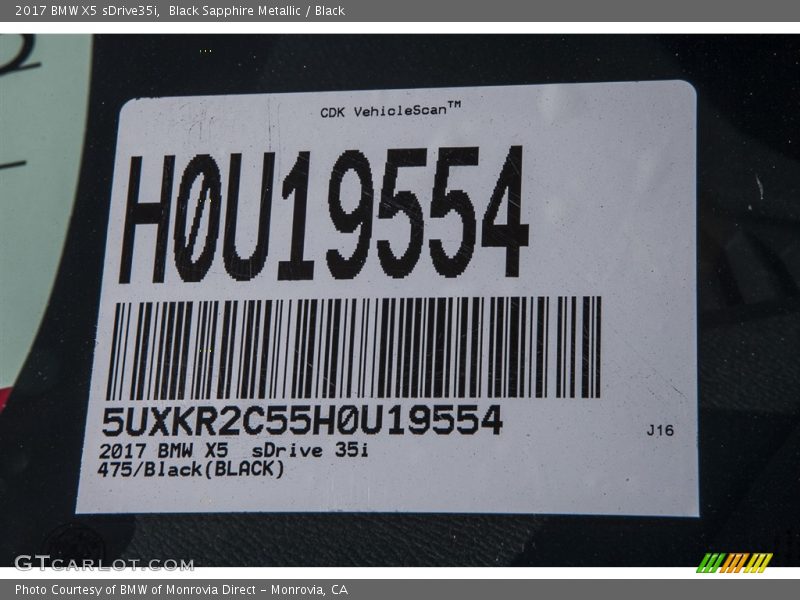 2017 BMW X5 sDrive35i,  Black Sapphire Metallic / Black
CDK VehicleScan™
H0U19554
5UXKR2C55H0U19554
2017 BMW X5  sDrive 35i
475/Black(BLACK)
J16
GTCARLOT.COM
Photo Courtesy of BMW of Monrovia Direct – Monrovia, CA